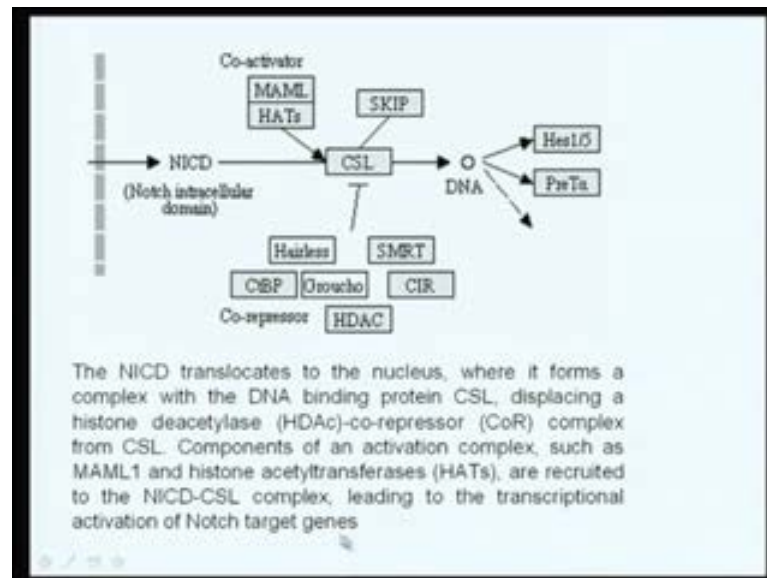 Co-activator
MAML
HATs
SKIP
NICD
CSL
DNA
Hes1/5
PreTα
(Notch intracellular
domain)
Hairless
SMRT
CtBP
Groucho
CIR
Co-repressor
HDAC
The NICD translocates to the nucleus, where it forms a
complex with the DNA binding protein CSL, displacing a
histone deacetylase (HDAc)-co-repressor (CoR) complex
from CSL. Components of an activation complex, such as
MAML1 and histone acetyltransferases (HATs), are recruited
to the NICD-CSL complex, leading to the transcriptional
activation of Notch target genes